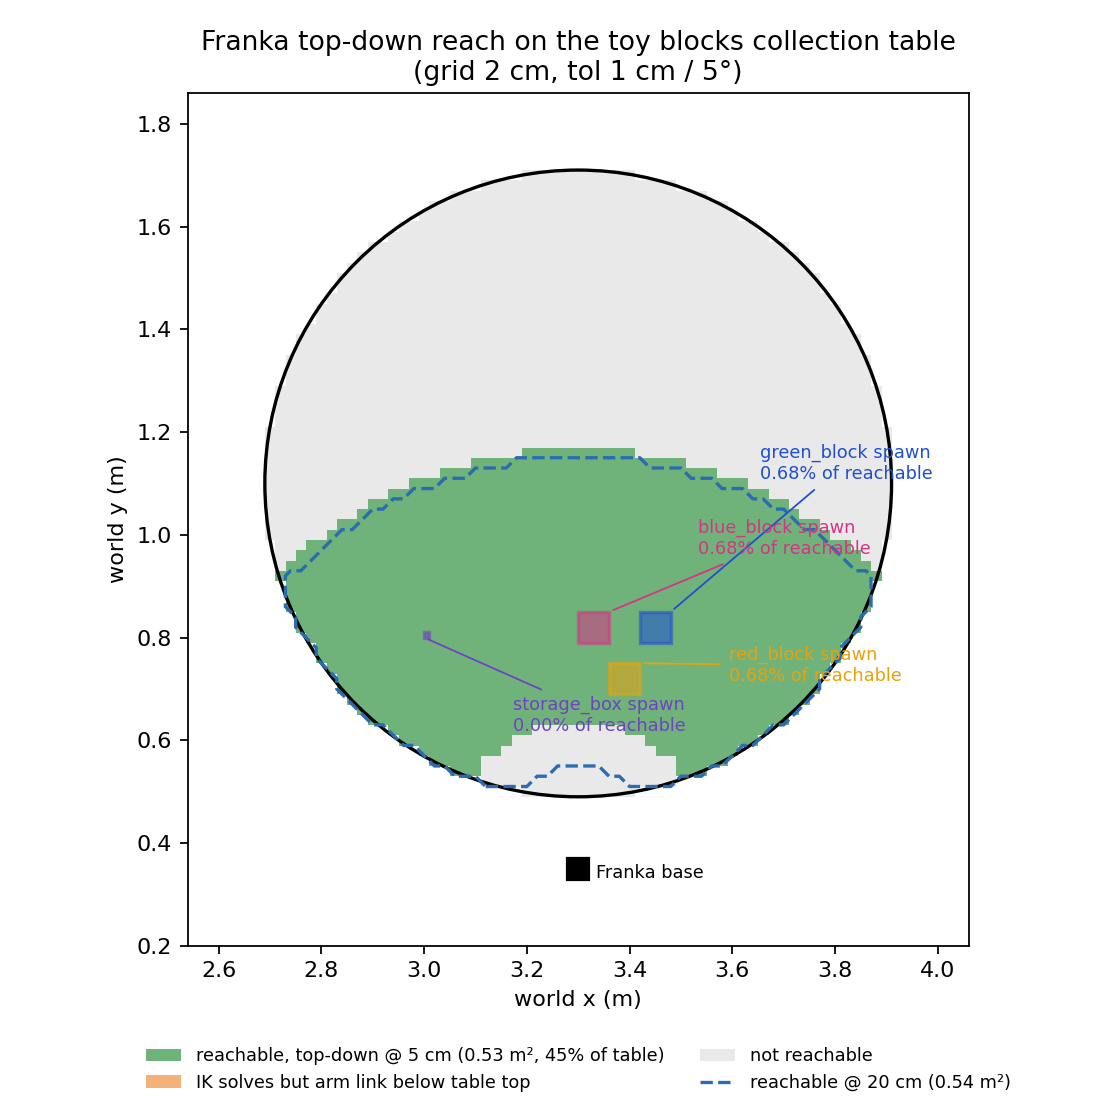 Franka top-down reach on the toy blocks collection table
(grid 2 cm, tol 1 cm / 5°)
world y (m)
1.8
1.6
1.4
1.2
1.0
0.8
0.6
0.4
0.2
green_block spawn
0.68% of reachable
blue_block spawn
0.68% of reachable
red_block spawn
0.68% of reachable
storage_box spawn
0.00% of reachable
Franka base
2.6 2.8 3.0 3.2 3.4 3.6 3.8 4.0
world x (m)
reachable, top-down @ 5 cm (0.53 m², 45% of table)
IK solves but arm link below table top
not reachable
reachable @ 20 cm (0.54 m²)